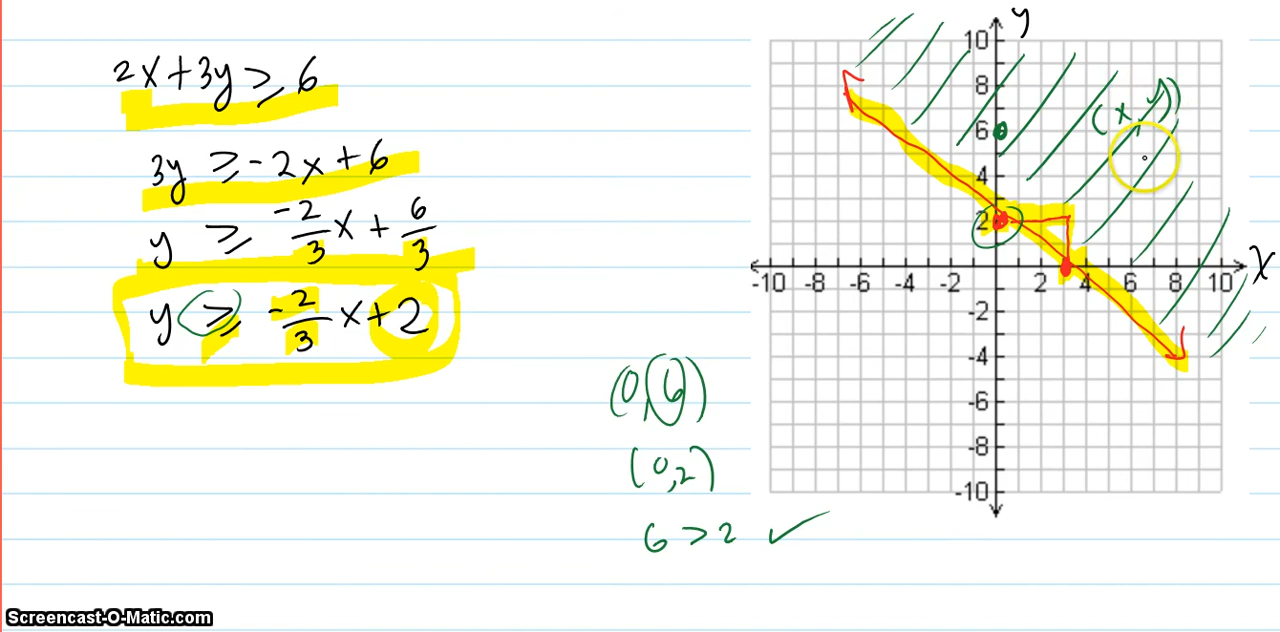 2x+3y ≥ 6
3y ≥ -2x+6
y ≥ -2/3 x + 6/3
y ≥ -2/3 x+2
(0,6)
(0,2)
6 > 2 ✓
y
10
8
6
4
2
(x,y)
-10 -8 -6 -4 -2 2 4 6 8 10 X
-2
-4
-6
-8
-10
Screencast-O-Matic.com